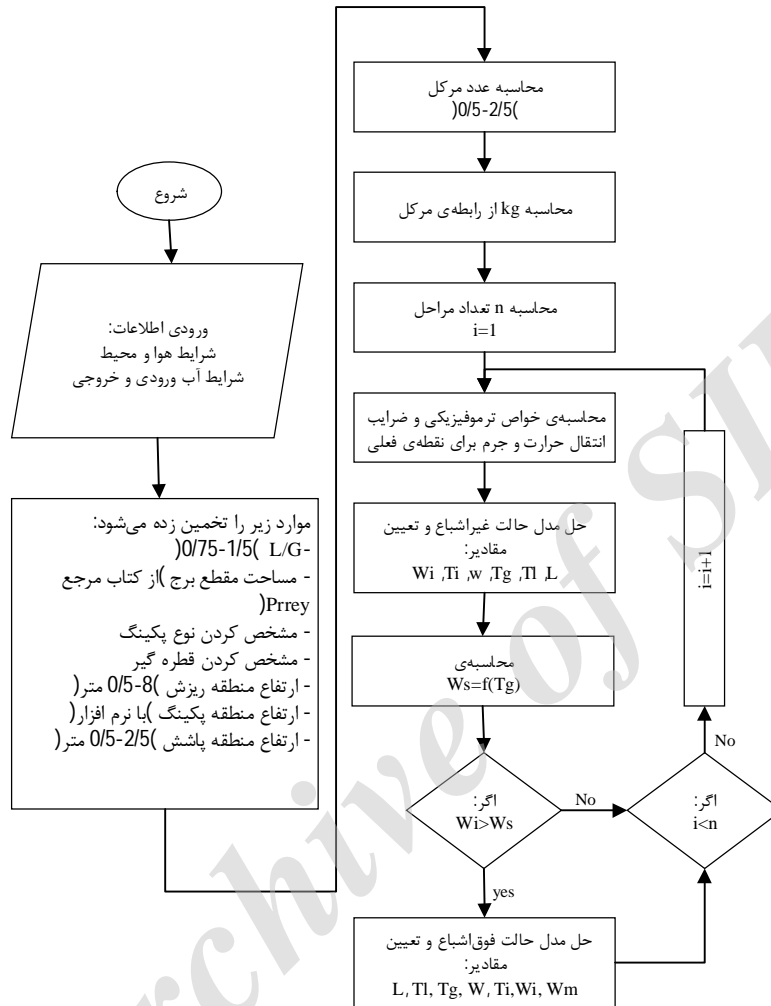 شروع
ورودی اطلاعات:
شرایط هوا و محیط
شرایط آب ورودی و خروجی
موارد زیر را تخمین زده می‌شود:
-L/G )0/75-1/5(
- مساحت مقطع برج )از کتاب مرجع
Prrey(
- مشخص کردن نوع پکینگ
- مشخص کردن قطره گیر
- ارتفاع منطقه ریزش )8-0/5 متر(
- ارتفاع منطقه پکینگ )با نرم افزار(
- ارتفاع منطقه پاشش )2/5-0/5 متر(
محاسبه عدد مرکل
)0/5-2/5(
محاسبه kg از رابطه‌ی مرکل
محاسبه n تعداد مراحل
i=1
محاسبه‌ی خواص ترموفیزیکی و ضرایب
انتقال حرارت و جرم برای نقطه‌ی فعلی
حل مدل حالت غیراشباع و تعیین
مقادیر:
Wi ,Ti ,w ,Tg ,Tl ,L
محاسبه‌ی
Ws=f(Tg)
اگر:
Wi>Ws
No
yes
اگر:
i<n
No
i=i+1
حل مدل حالت فوق‌اشباع و تعیین
مقادیر:
L, Tl, Tg, W, Ti,Wi, Wm
Archive of SI